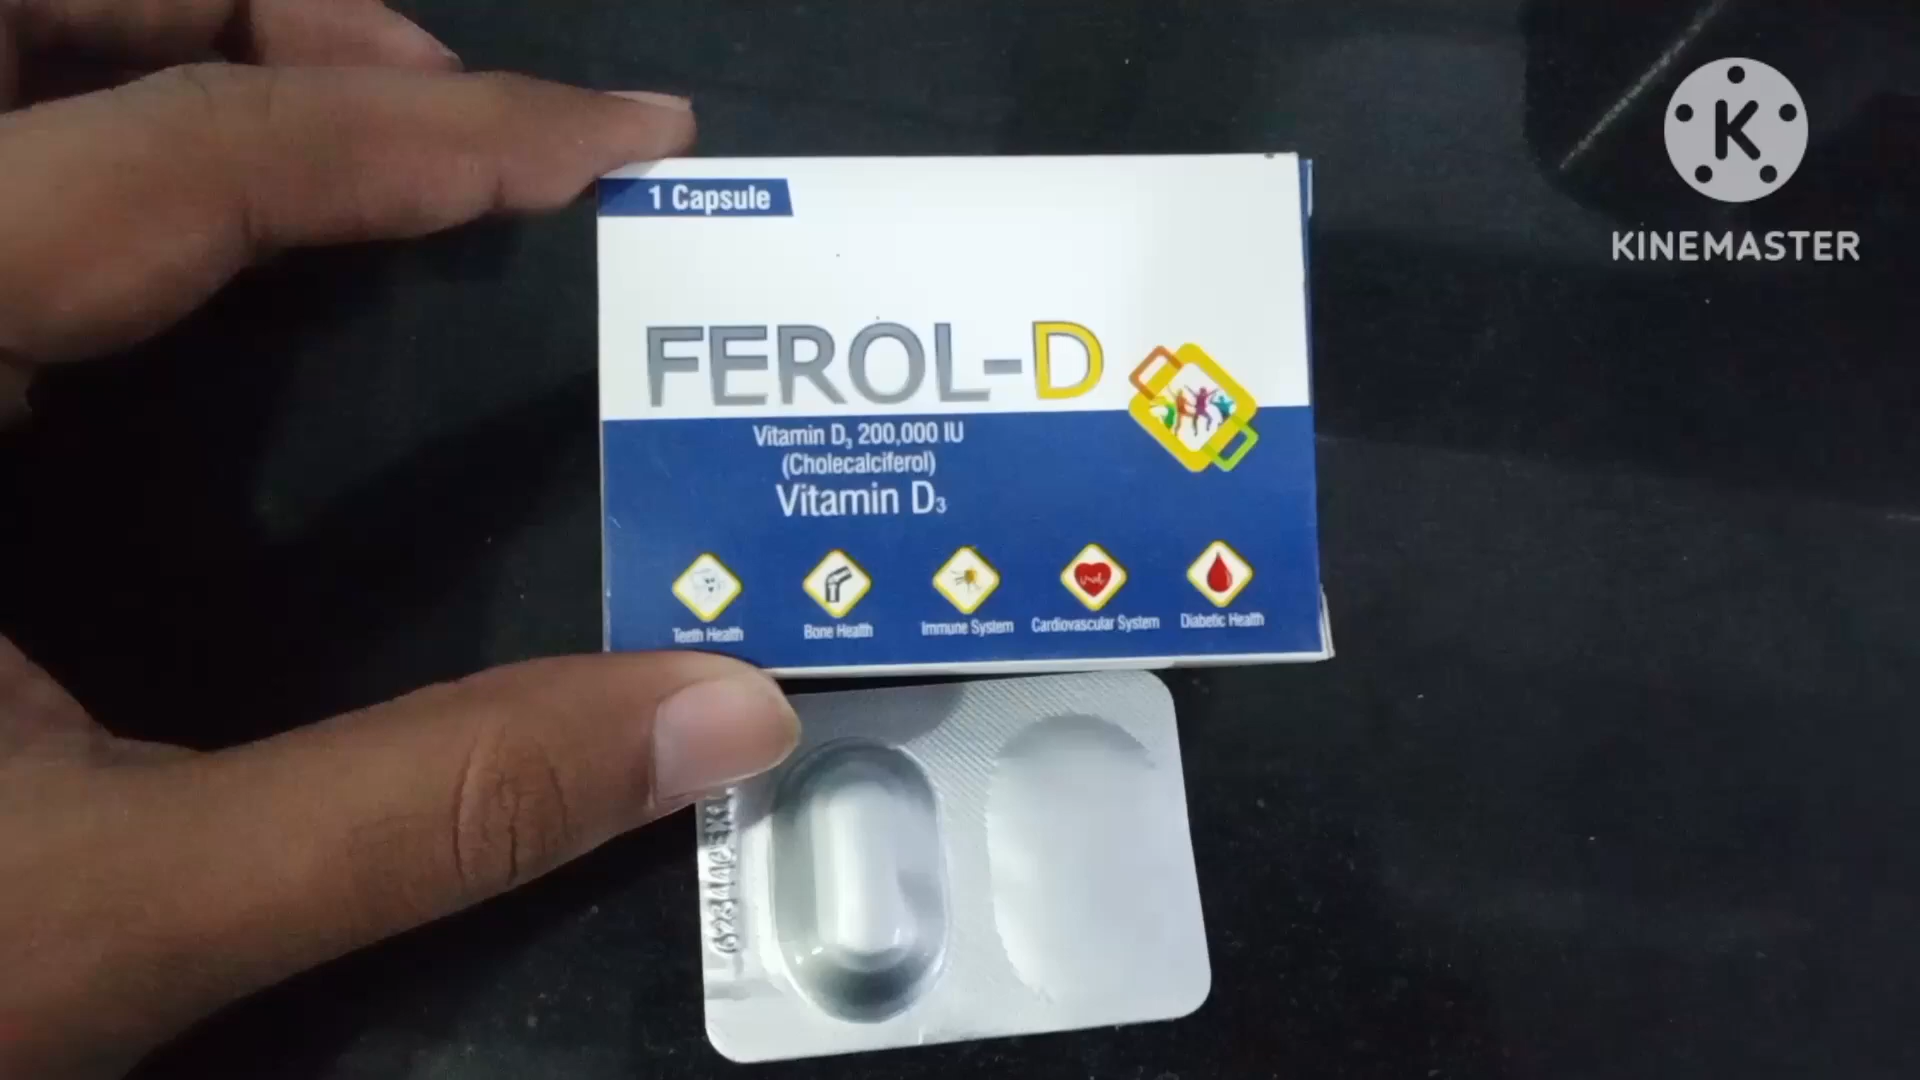 1 Capsule
FEROL-D
Vitamin D₃ 200,000 IU
(Cholecalciferol)
Vitamin D₃
Teeth Health
Bone Health
Immune System
Cardiovascular System
Diabetic Health
K
KINEMASTER